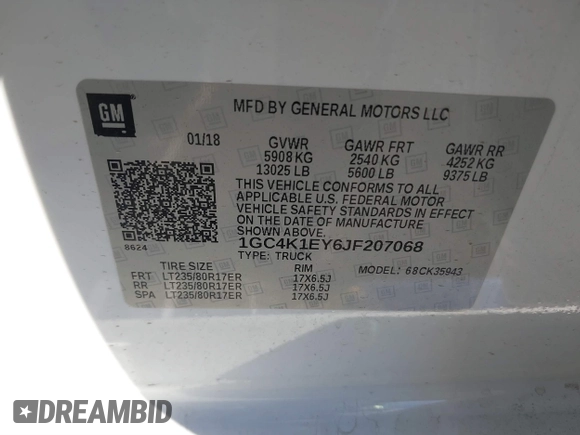 GM
MFD BY GENERAL MOTORS LLC
01/18 GVWR GAWR FRT GAWR RR
5908 KG 2540 KG 4252 KG
13025 LB 5600 LB 9375 LB
THIS VEHICLE CONFORMS TO ALL
APPLICABLE U.S. FEDERAL MOTOR
VEHICLE SAFETY STANDARDS IN EFFECT
ON THE DATE OF MANUFACTURE
SHOWN ABOVE.
8624 1GC4K1EY6JF207068
TYPE: TRUCK MODEL: 68CK35943
TIRE SIZE RIM
FRT LT235/80R17ER 17X6.5J
RR LT235/80R17ER 17X6.5J
SPA LT235/80R17ER 17X6.5J
DREAMBID